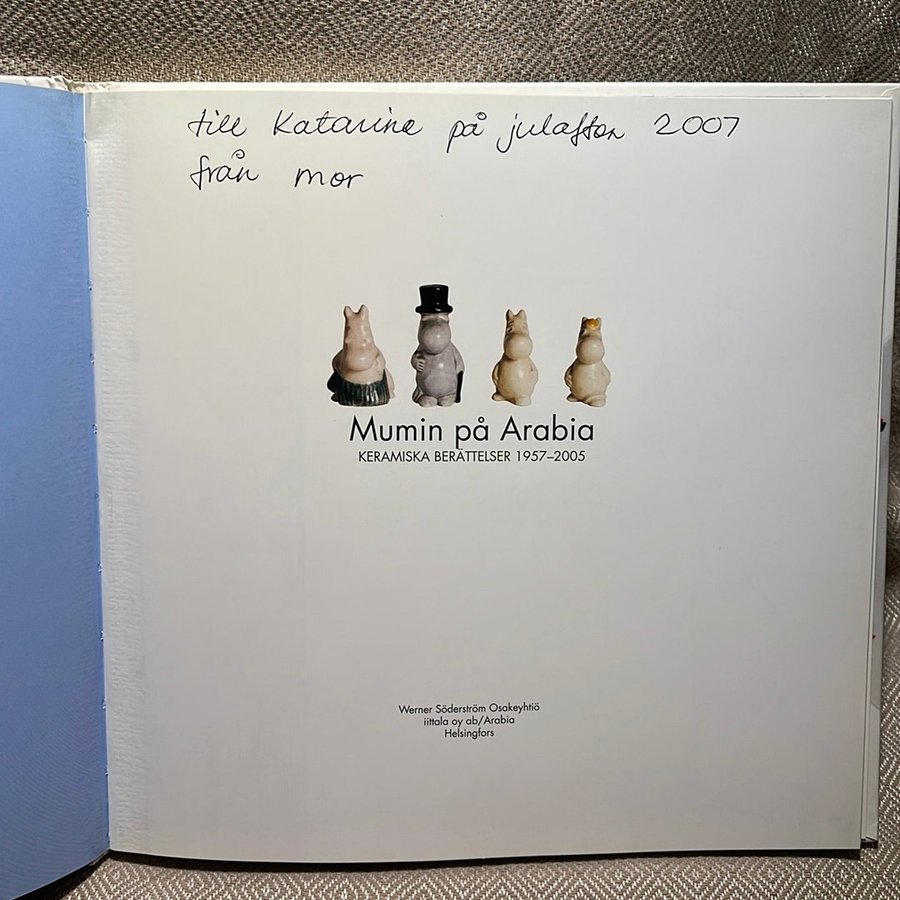 till Katarina på julafton 2007
från mor
Mumin på Arabia
KERAMISKA BERÄTTELSER 1957–2005
Werner Söderström Osakeyhtiö
iittala oy ab/Arabia
Helsingfors